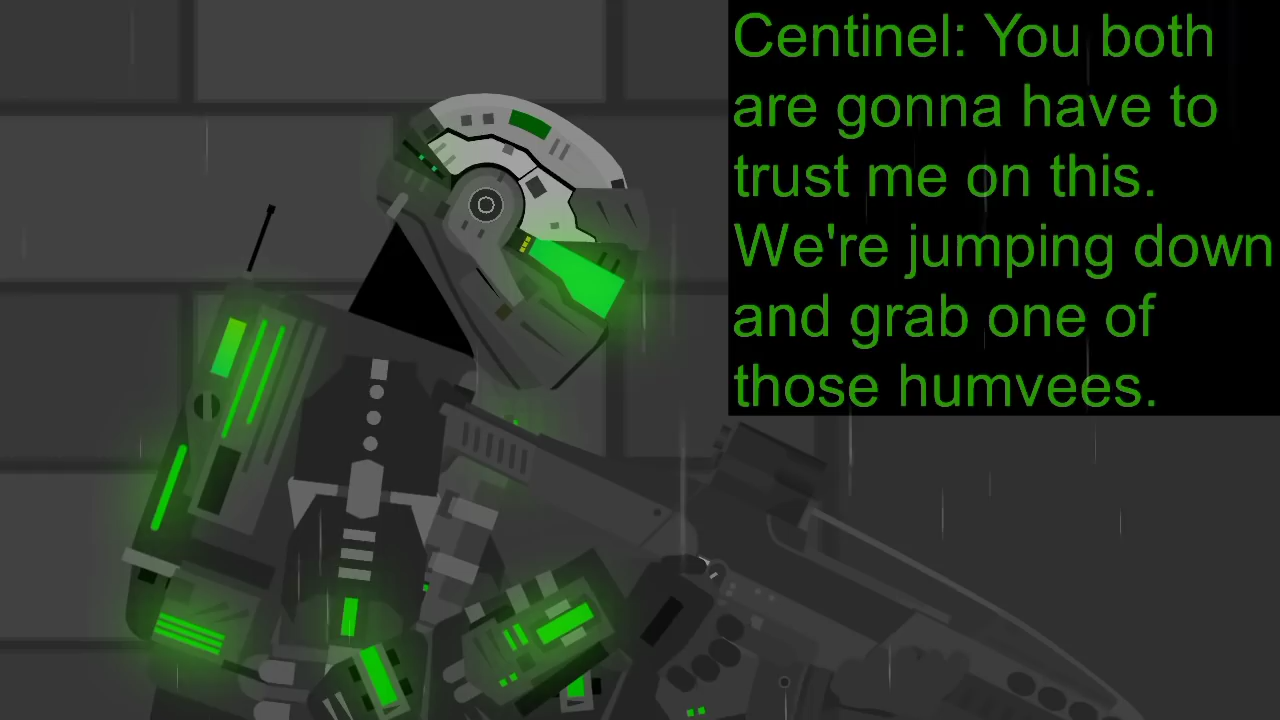 Centinel: You both
are gonna have to
trust me on this.
We're jumping down
and grab one of
those humvees.